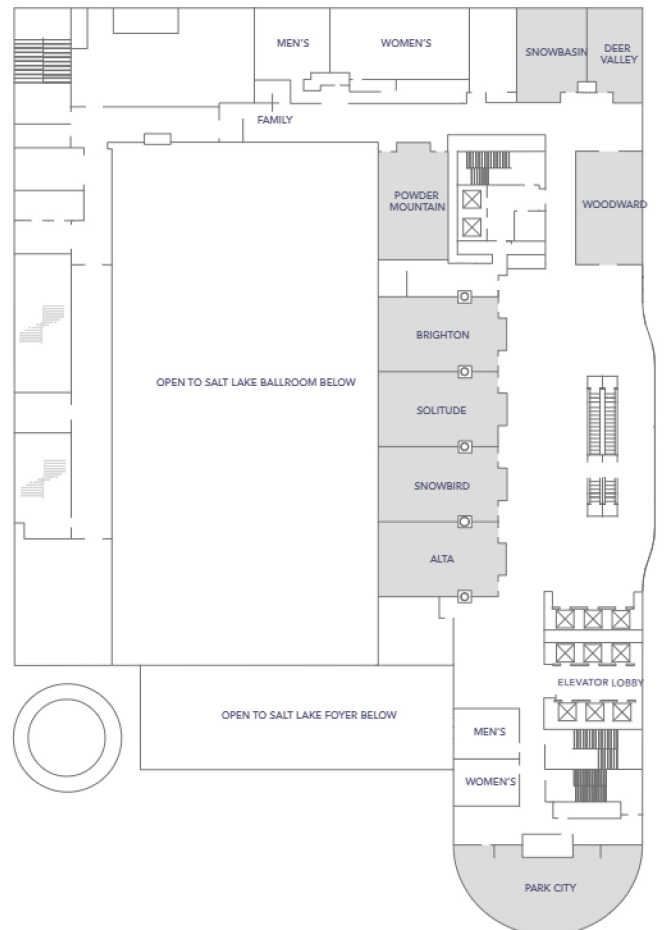 MEN'S
WOMEN'S
SNOWBASIN
DEER
VALLEY
FAMILY
POWDER
MOUNTAIN
WOODWARD
BRIGHTON
OPEN TO SALT LAKE BALLROOM BELOW
SOLITUDE
SNOWBIRD
ALTA
ELEVATOR LOBBY
OPEN TO SALT LAKE FOYER BELOW
MEN'S
WOMEN'S
PARK CITY